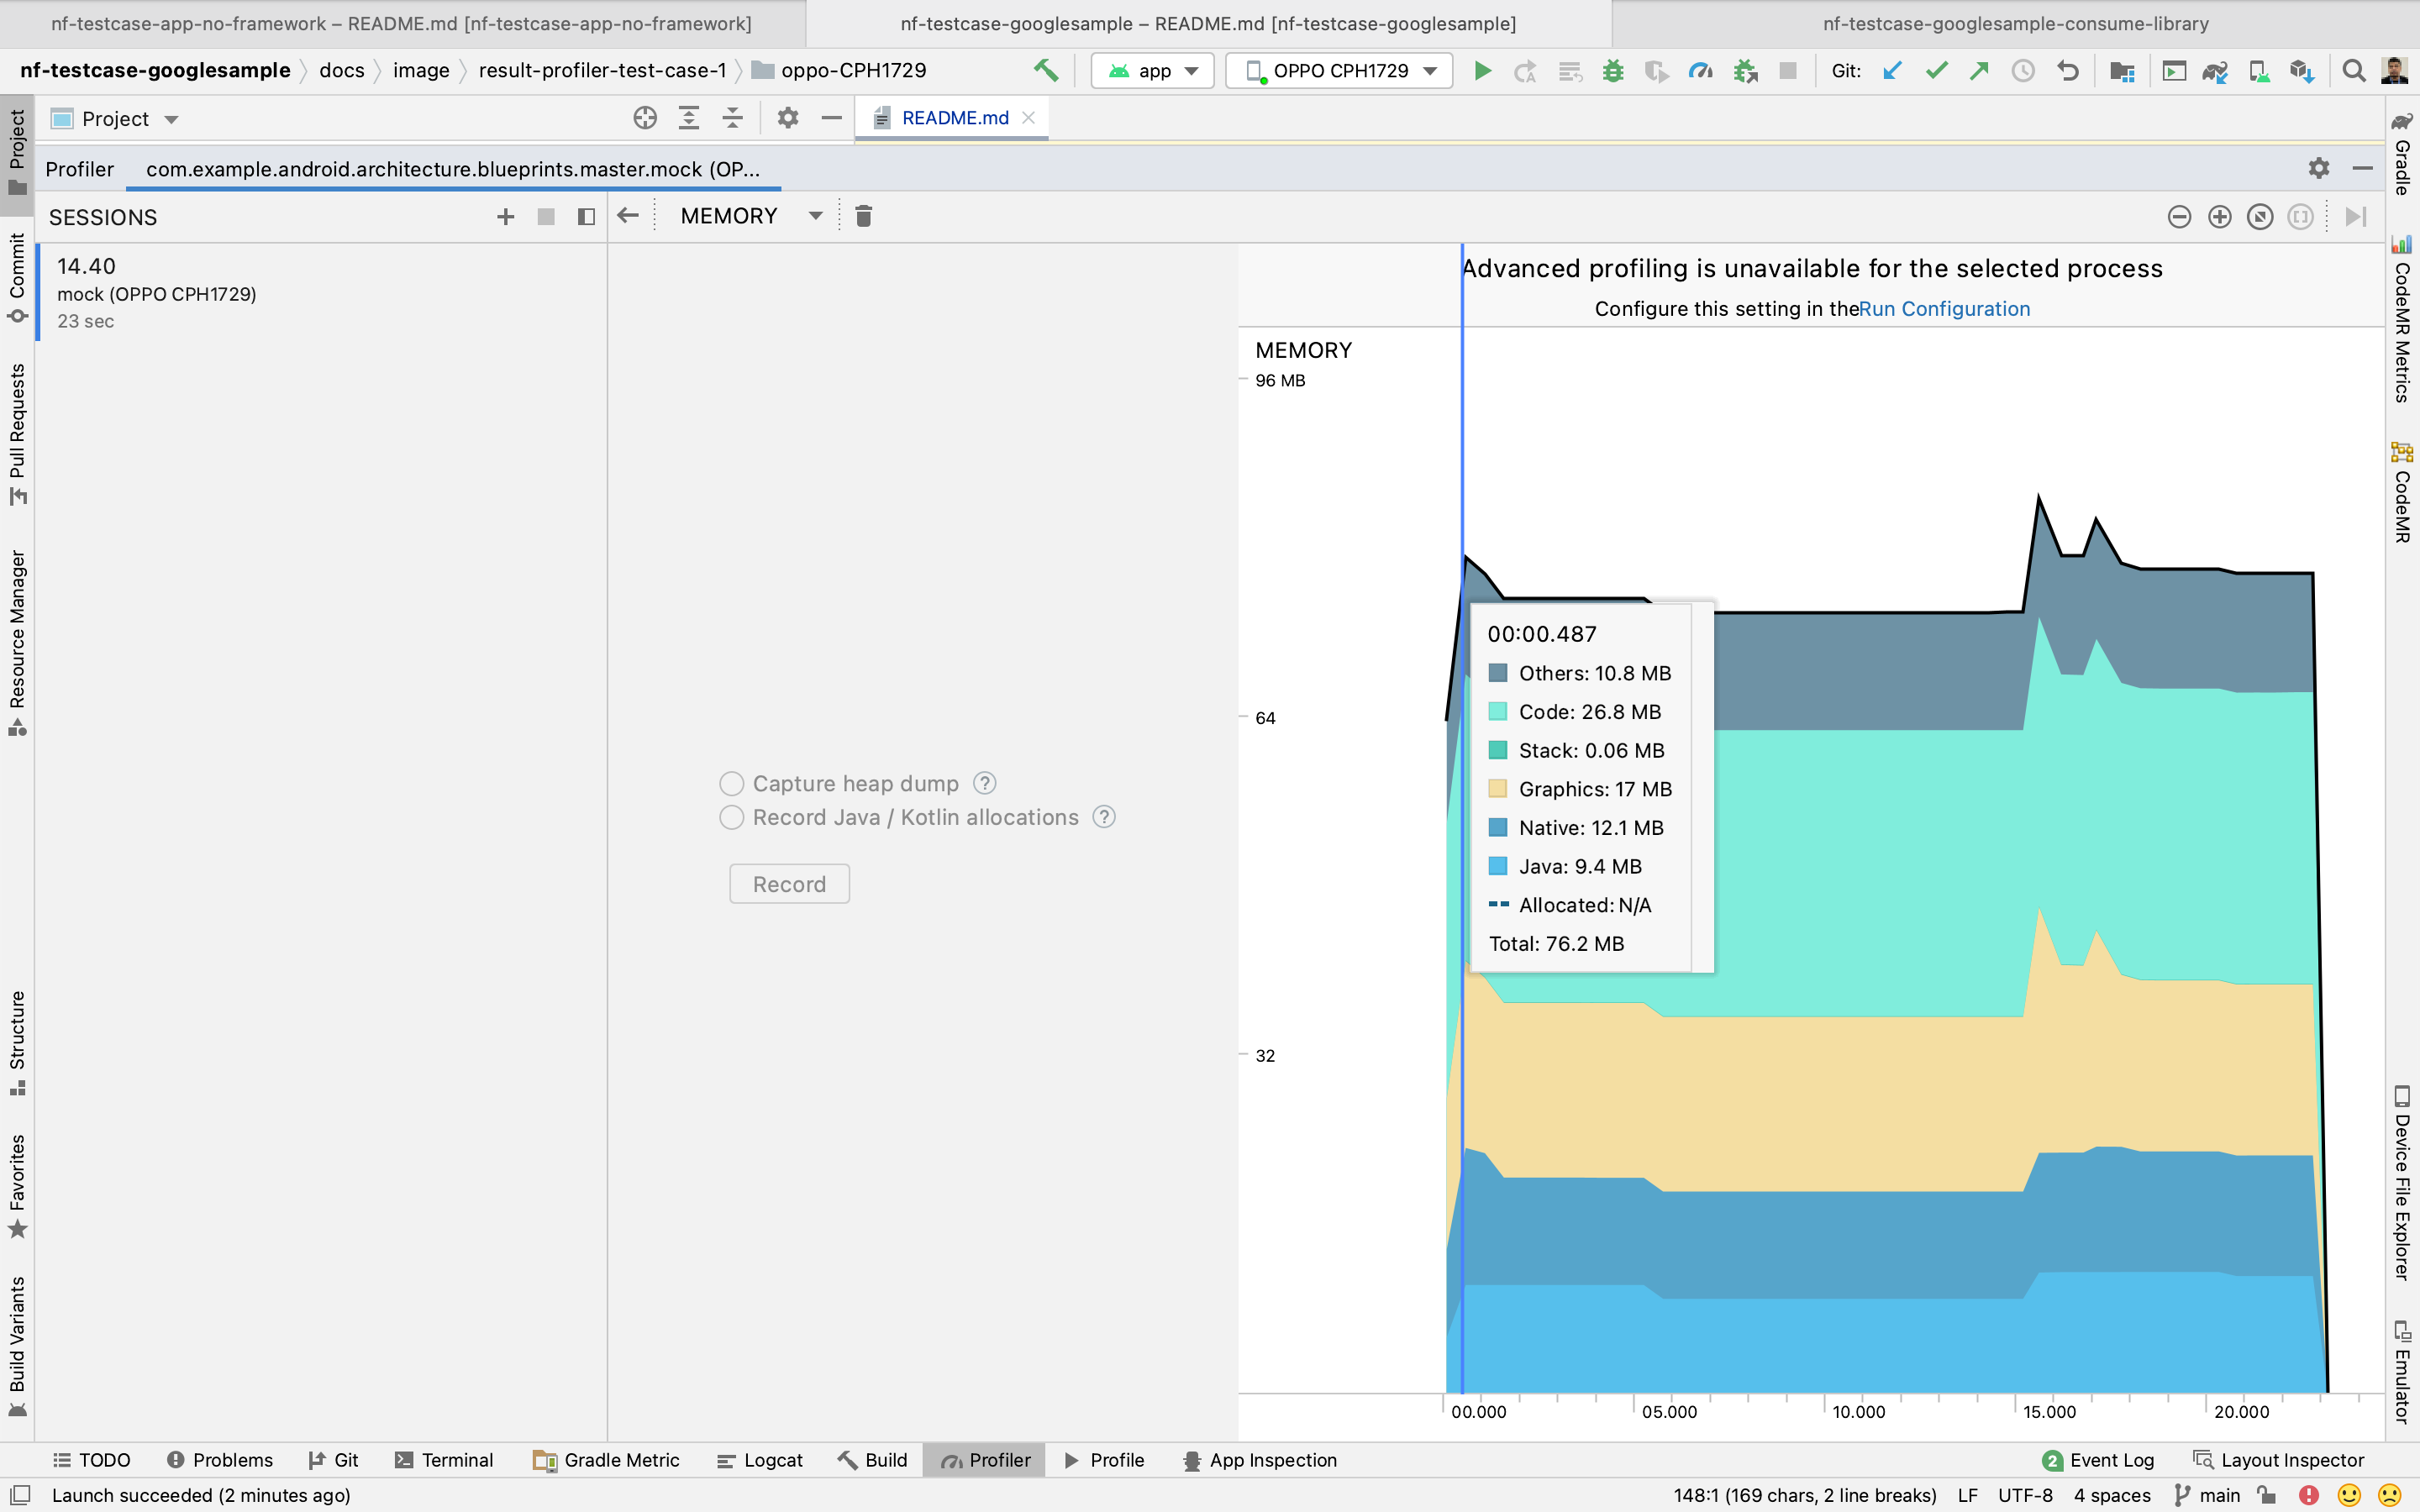 nf-testcase-app-no-framework – README.md [nf-testcase-app-no-framework]
nf-testcase-googlesample – README.md [nf-testcase-googlesample]
nf-testcase-googlesample-consume-library
nf-testcase-googlesample
docs
image
result-profiler-test-case-1
oppo-CPH1729
app
OPPO CPH1729
Git:
Project
README.md
Profiler
com.example.android.architecture.blueprints.master.mock (OP...
SESSIONS
MEMORY
14.40
mock (OPPO CPH1729)
23 sec
Capture heap dump ?
Record Java / Kotlin allocations ?
Record
Advanced profiling is unavailable for the selected process
Configure this setting in theRun Configuration
MEMORY
96 MB
64
32
00:00.487
Others: 10.8 MB
Code: 26.8 MB
Stack: 0.06 MB
Graphics: 17 MB
Native: 12.1 MB
Java: 9.4 MB
Allocated: N/A
Total: 76.2 MB
00.000
05.000
10.000
15.000
20.000
Project
Commit
Pull Requests
Resource Manager
Structure
Favorites
Build Variants
Gradle
CodeMR Metrics
CodeMR
Device File Explorer
Emulator
TODO
Problems
Git
Terminal
Gradle Metric
Logcat
Build
Profiler
Profile
App Inspection
2 Event Log
Layout Inspector
Launch succeeded (2 minutes ago)
148:1 (169 chars, 2 line breaks)
LF
UTF-8
4 spaces
main